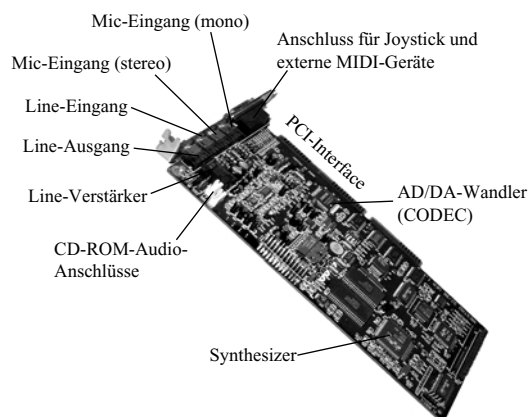 Mic-Eingang (mono)
Mic-Eingang (stereo)
Line-Eingang
Line-Ausgang
Line-Verstärker
CD-ROM-Audio-
Anschlüsse
Anschluss für Joystick und
externe MIDI-Geräte
PCI-Interface
AD/DA-Wandler
(CODEC)
Synthesizer